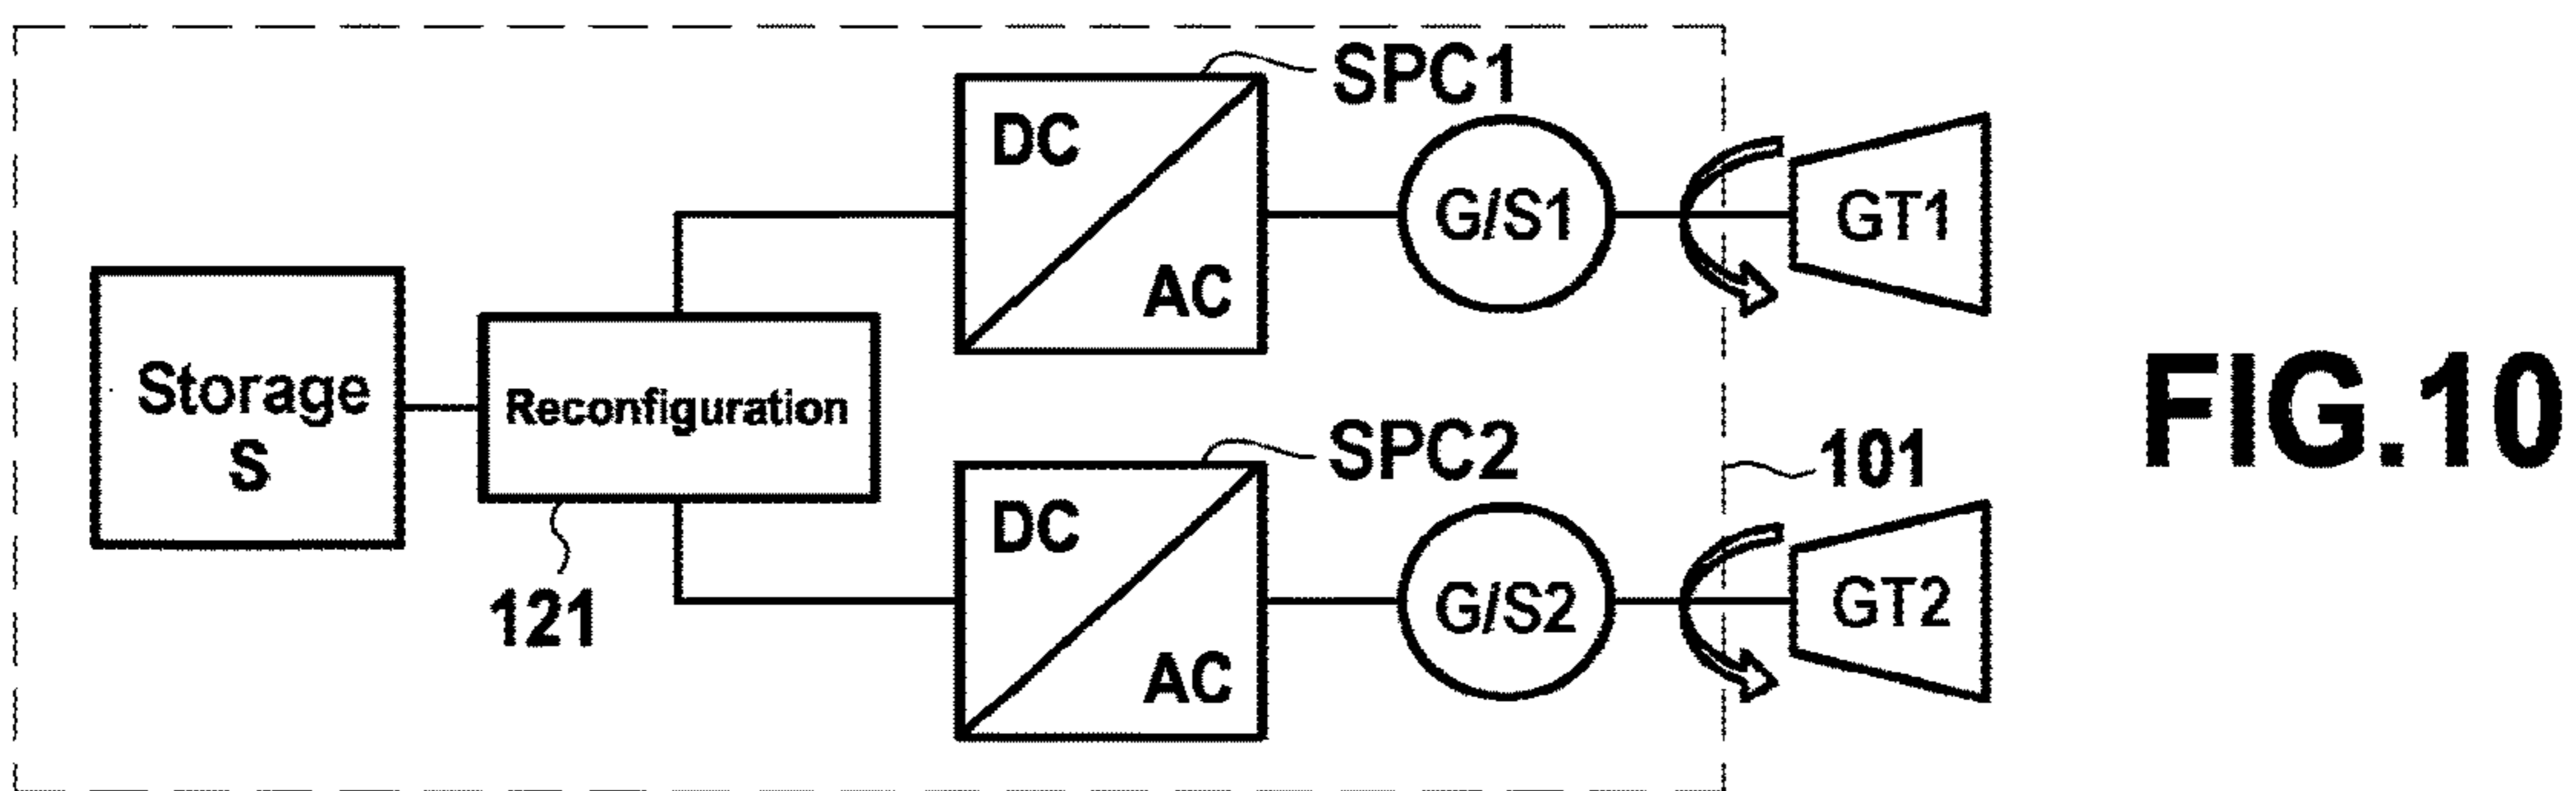 SPC1
DC
AC
G/S1
GT1
Storage
S
Reconfiguration
121
SPC2
DC
AC
G/S2
101
GT2
FIG.10